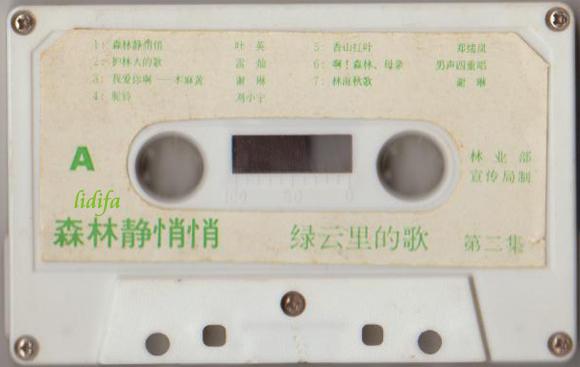 1：森林静悄悄 叶英
2：护林人的歌 雷灿
3：我爱你啊——木麻黄 谢琳
4：驼铃 刘小宁
5：香山红叶 郑绪岚
6：啊！森林、母亲 男声四重唱
7：林海秋歌 谢琳
A
林业部
宣传局制
100 50 0
lidifa
森林静悄悄 绿云里的歌 第二集